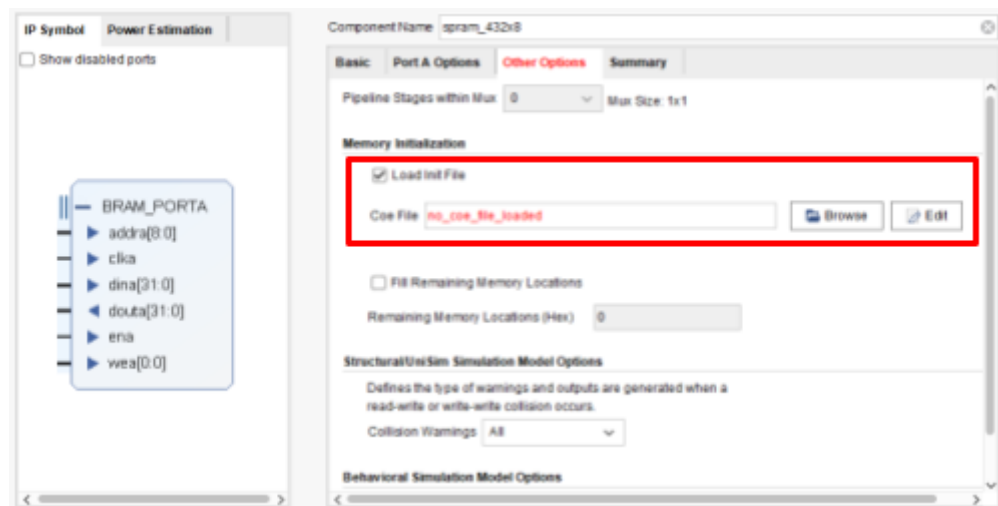 IP Symbol Power Estimation
Show disabled ports
BRAM_PORTA
addra[8:0]
clka
dina[31:0]
douta[31:0]
ena
wea[0:0]
Component Name spram_432x8
Basic Port A Options Other Options Summary
Pipeline Stages within Mux 0 Mux Size: 1x1
Memory Initialization
Load Init File
Coe File no_coe_file_loaded Browse Edit
Fill Remaining Memory Locations
Remaining Memory Locations (Hex) 0
Structural/UniSim Simulation Model Options
Defines the type of warnings and outputs are generated when a
read-write or write-write collision occurs.
Collision Warnings All
Behavioral Simulation Model Options